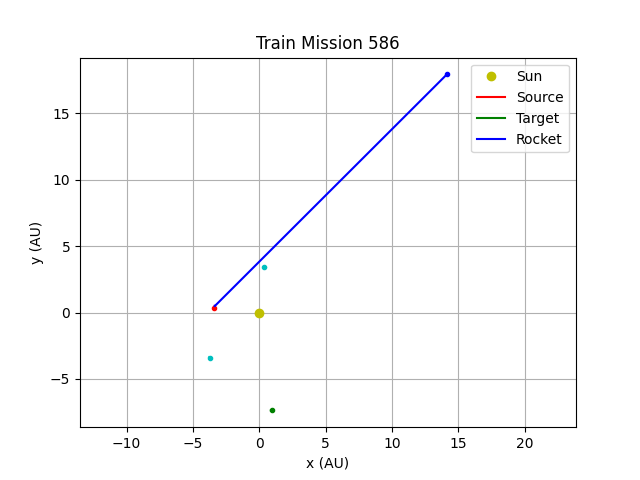 Train Mission 586
Sun
Source
Target
Rocket
15
10
5
0
−5
y (AU)
−10
−5
0
5
10
15
20
x (AU)